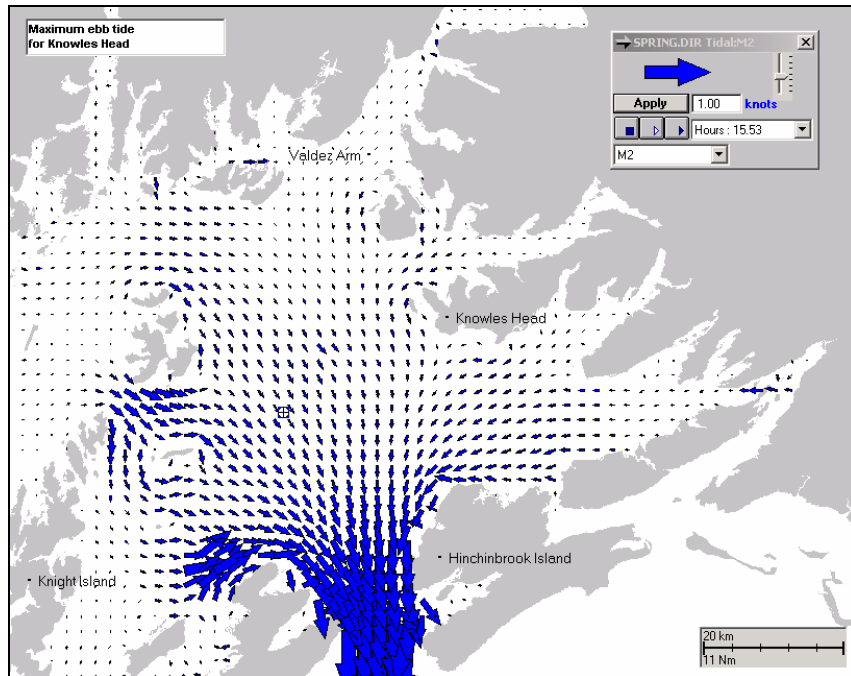 Maximum ebb tide
for Knowles Head
SPRING.DIR Tidal:M2
Apply
1.00
knots
Hours : 15.53
M2
Valdez Arm
Knowles Head
Hinchinbrook Island
Knight Island
20 km
11 Nm